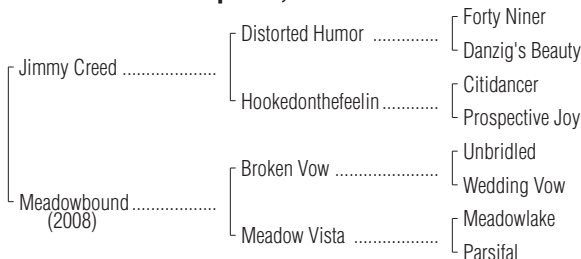 Forty Niner
Distorted Humor ..............
Danzig's Beauty
Jimmy Creed ....................
Citidancer
Hookedonthefeelin ............
Prospective Joy
Unbridled
Broken Vow ......................
Wedding Vow
Meadowbound ..................
(2008)
Meadowlake
Meadow Vista ..................
Parsifal